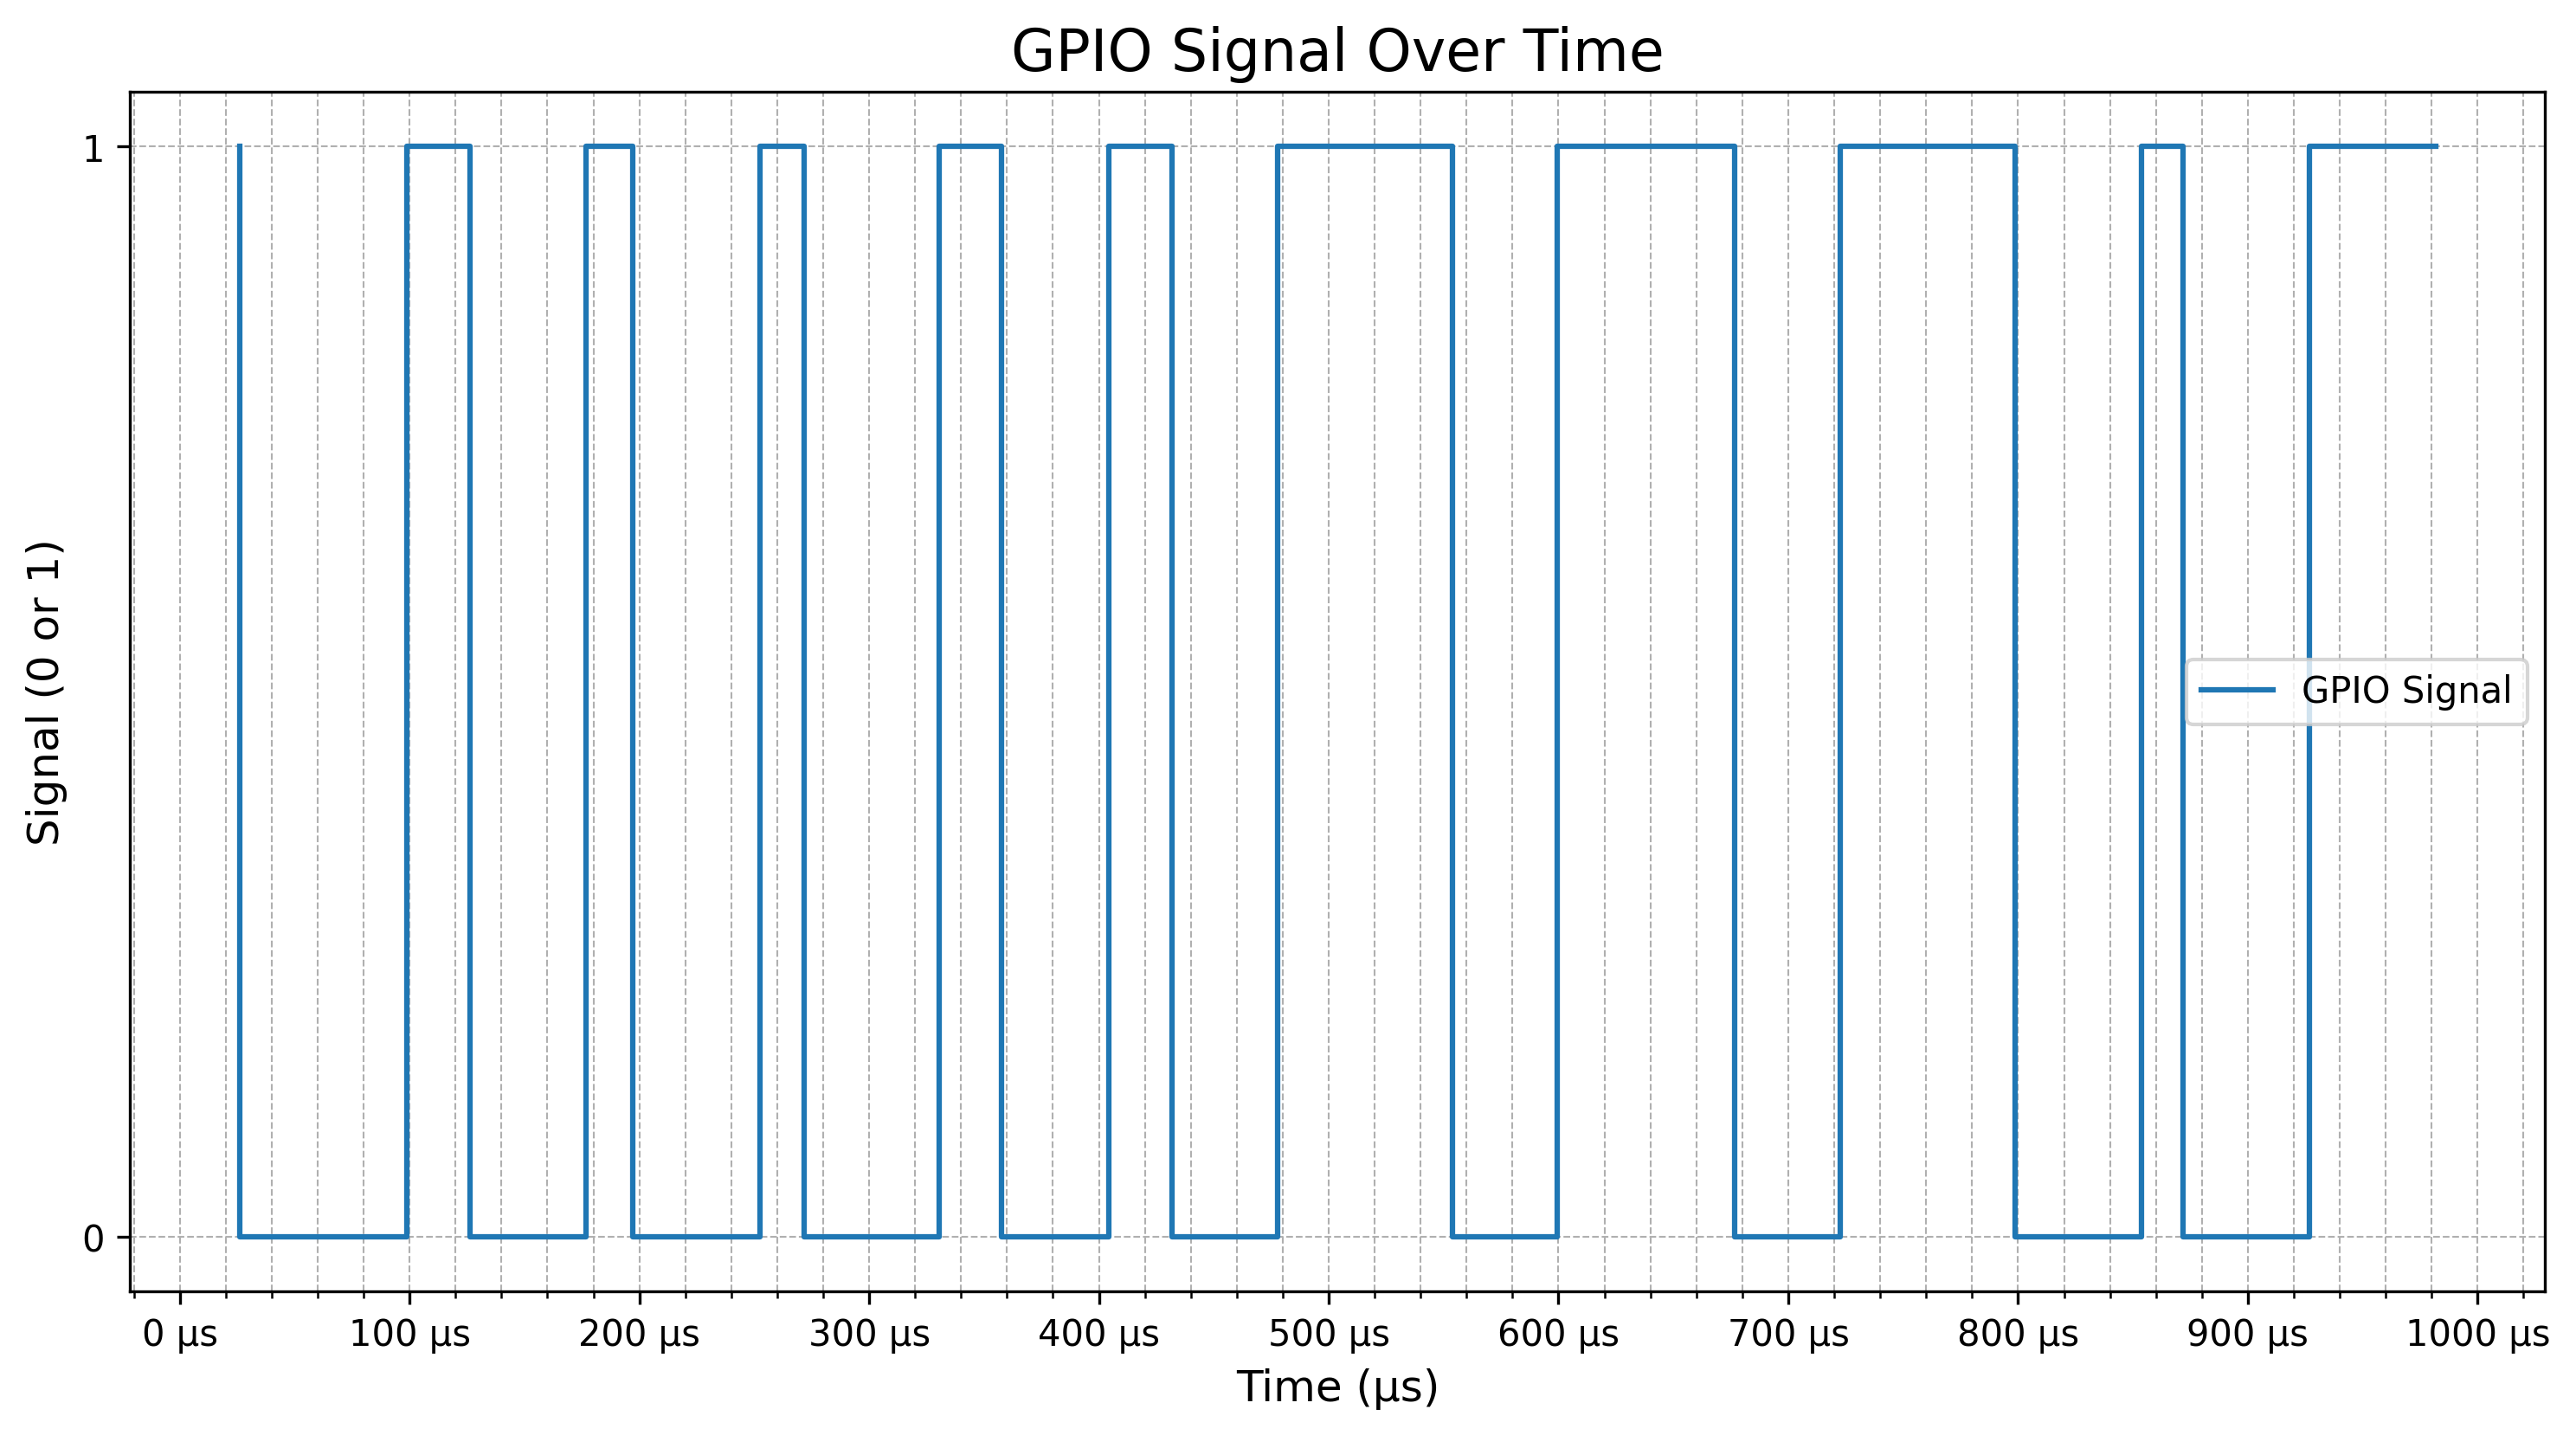 GPIO Signal Over Time
Signal (0 or 1)
1
0
GPIO Signal
0 µs 100 µs 200 µs 300 µs 400 µs 500 µs 600 µs 700 µs 800 µs 900 µs 1000 µs
Time (µs)